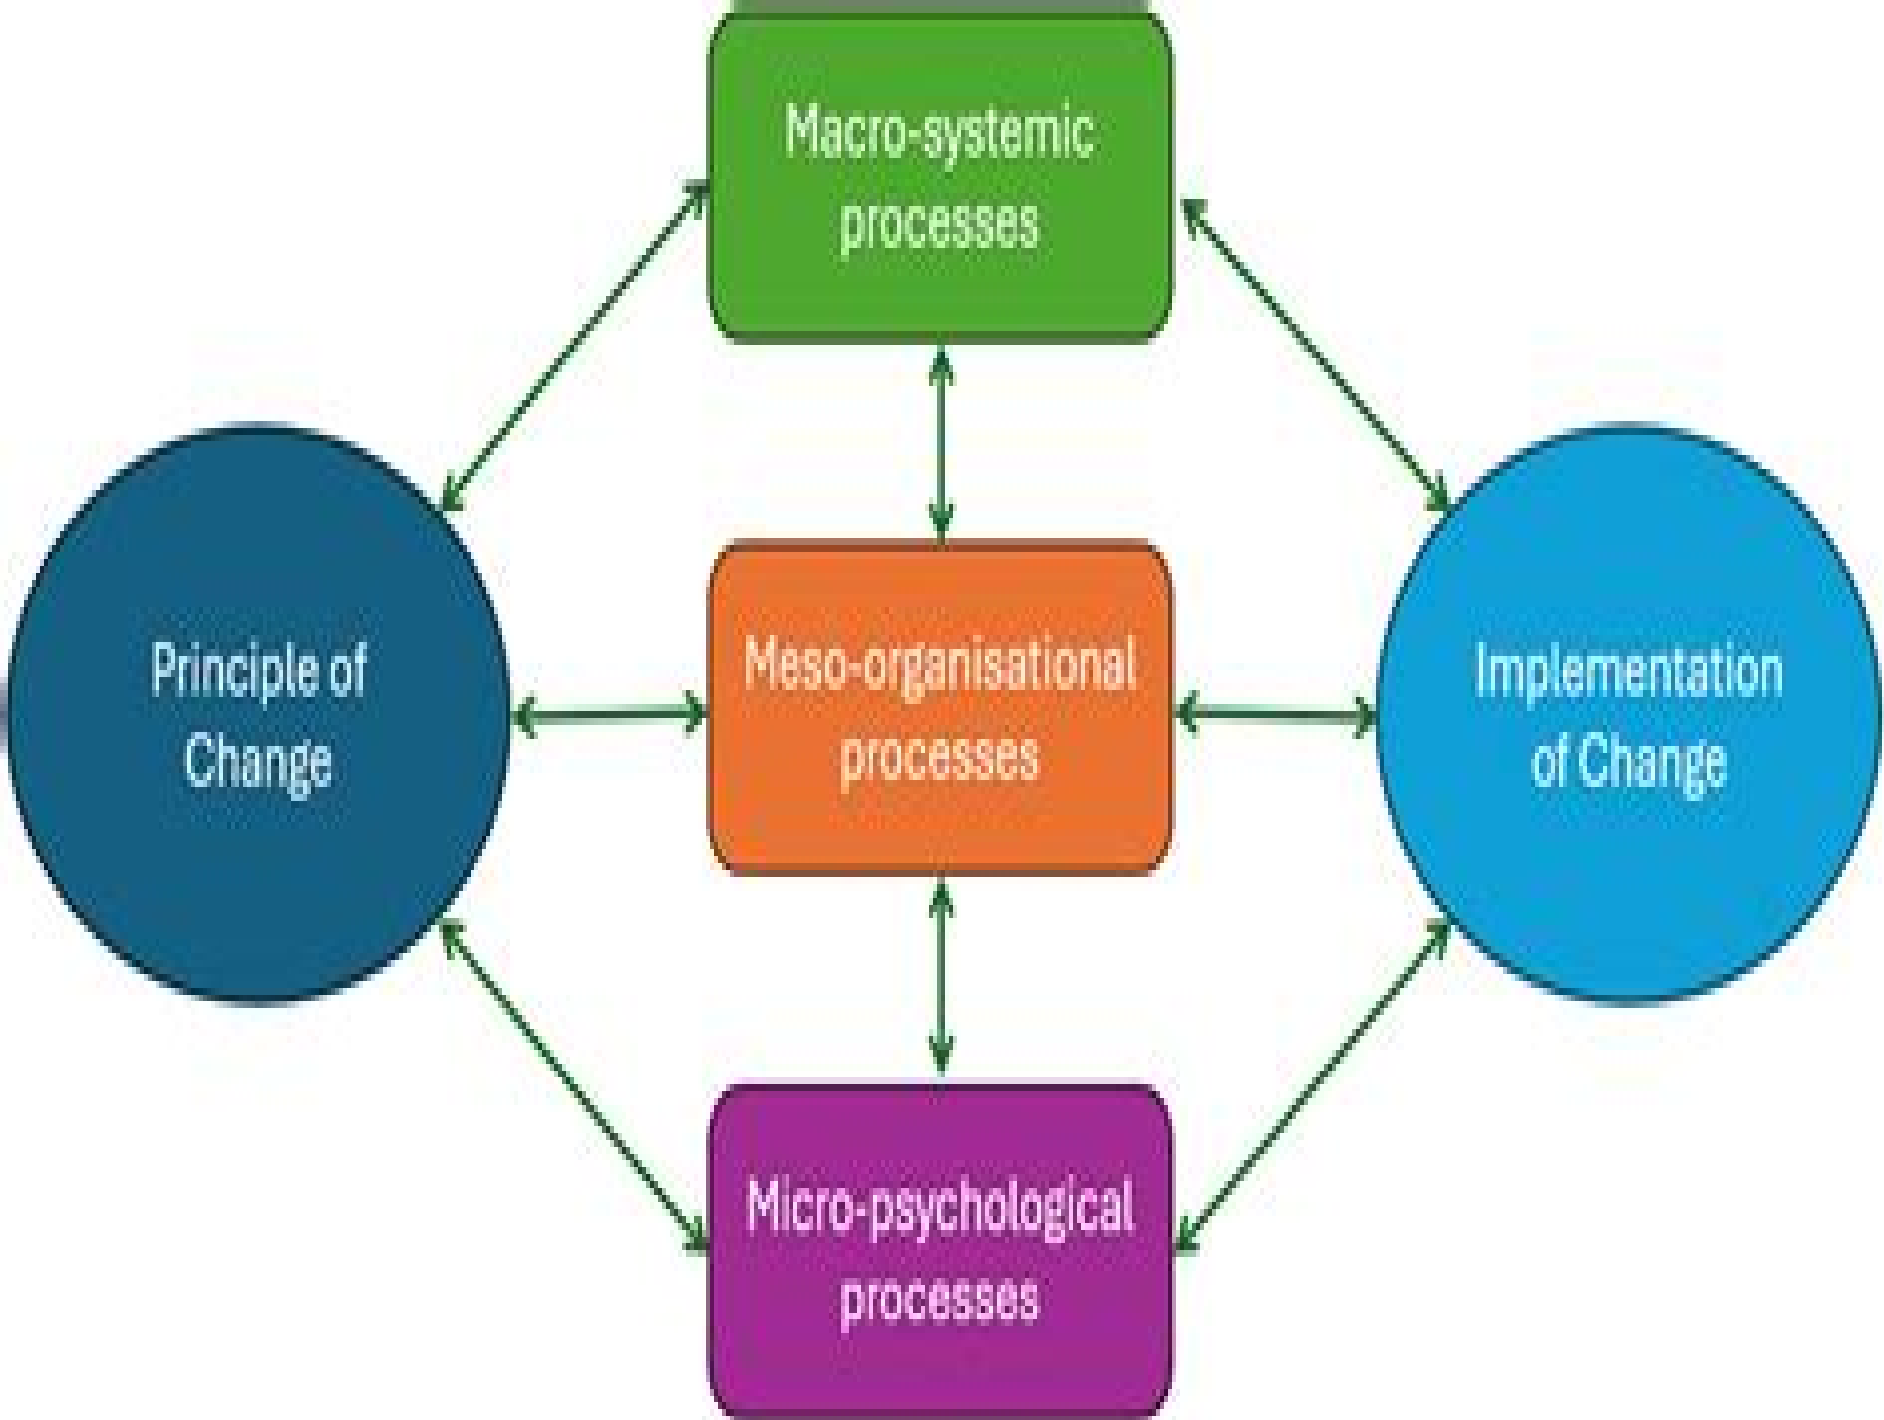 Macro-systemic
processes
Principle of
Change
Meso-organisational
processes
Implementation
of Change
Micro-psychological
processes